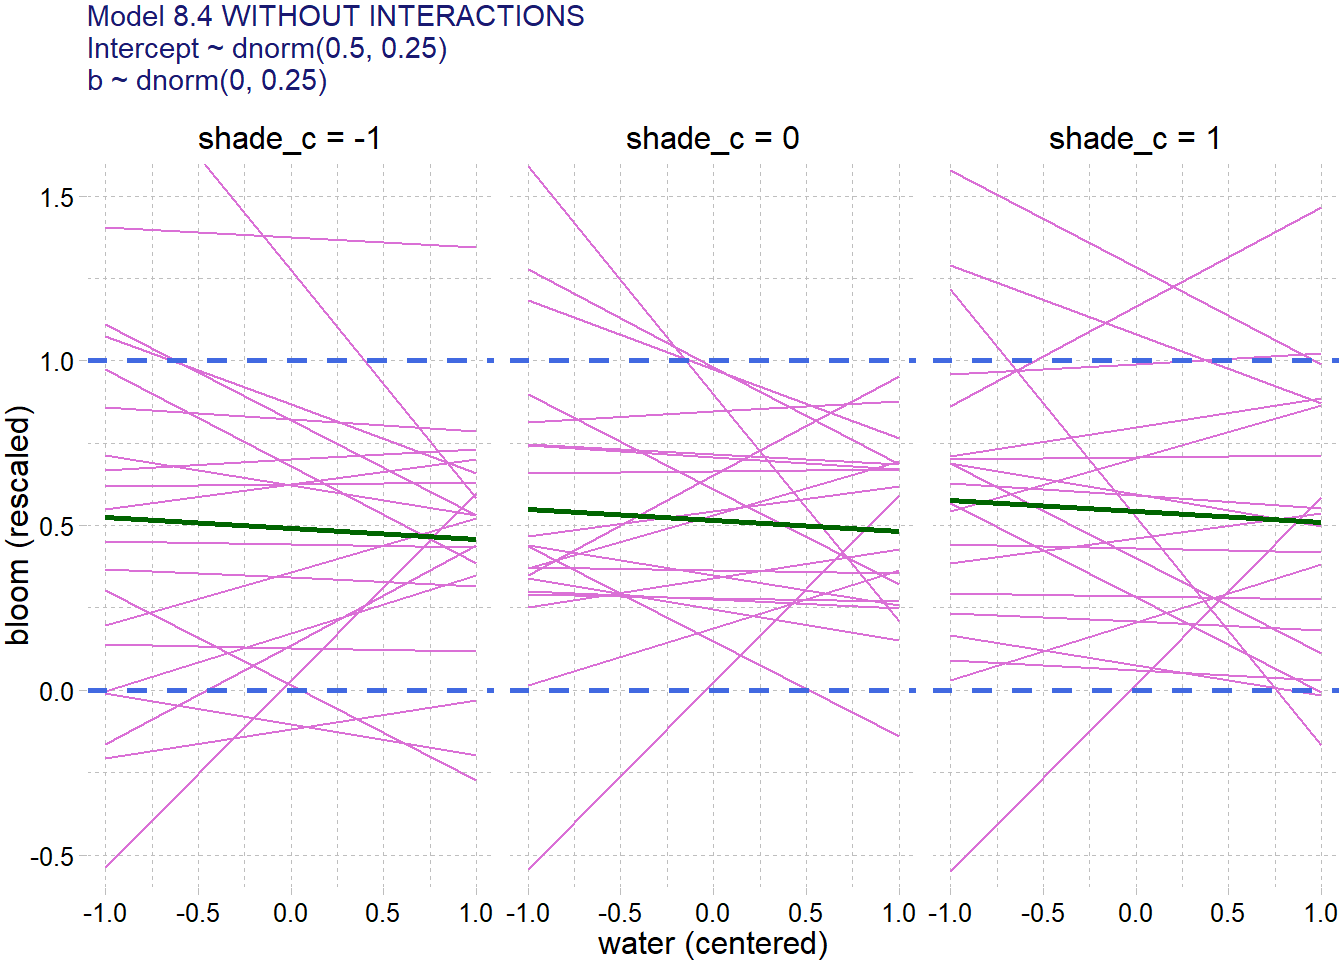 Model 8.4 WITHOUT INTERACTIONS
Intercept ~ dnorm(0.5, 0.25)
b ~ dnorm(0, 0.25)
shade_c = -1 shade_c = 0 shade_c = 1
1.5
1.0
0.5
0.0
-0.5
bloom (rescaled)
-1.0 -0.5 0.0 0.5 1.0 -1.0 -0.5 0.0 0.5 1.0 -1.0 -0.5 0.0 0.5 1.0
water (centered)